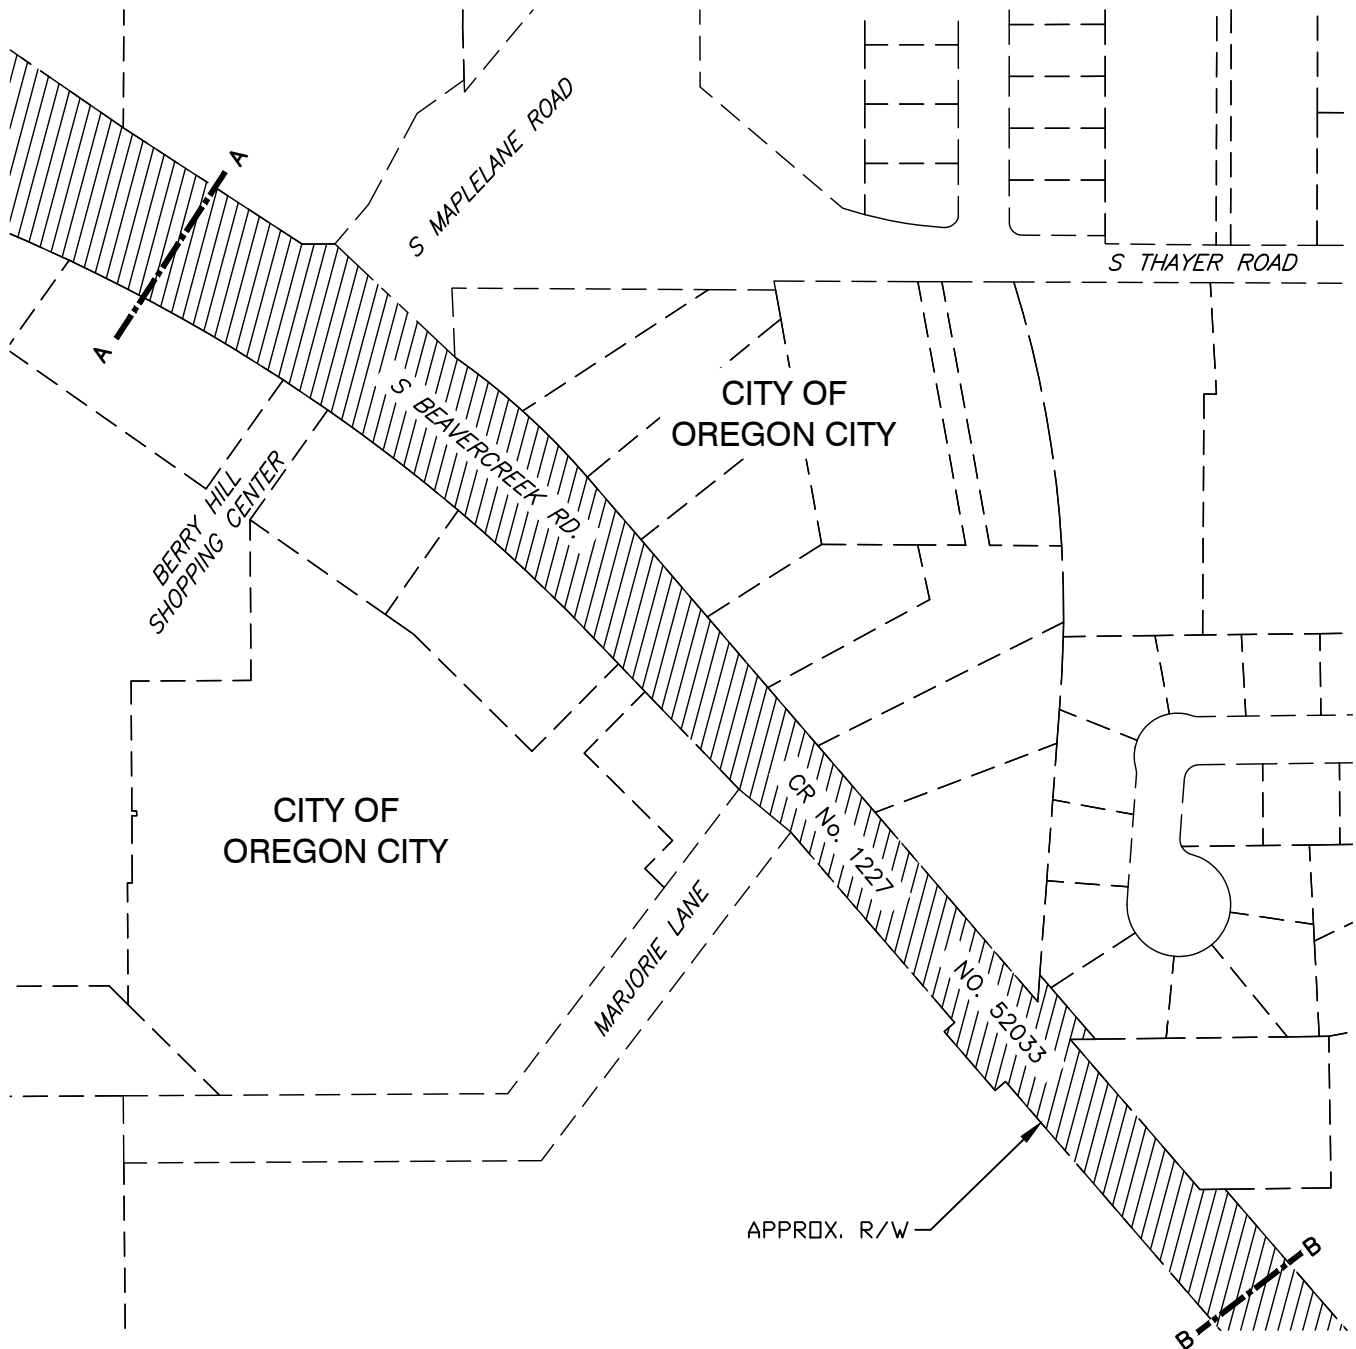 A
S MAPLELANE ROAD
S THAYER ROAD
A
CITY OF
OREGON CITY
S BEAVERCREEK RD.
BERRY HILL
SHOPPING CENTER
CITY OF
OREGON CITY
CR No. 1227
MARJORIE LANE
NO. 52033
APPROX. R/W
B
B